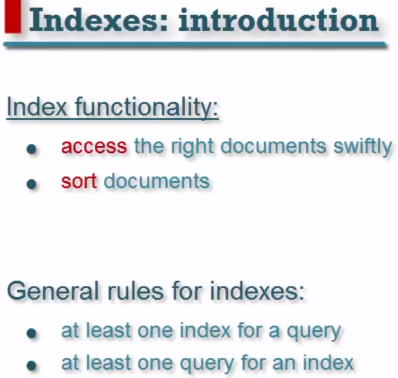 Indexes: introduction
Index functionality:
● access the right documents swiftly
● sort documents
General rules for indexes:
● at least one index for a query
● at least one query for an index